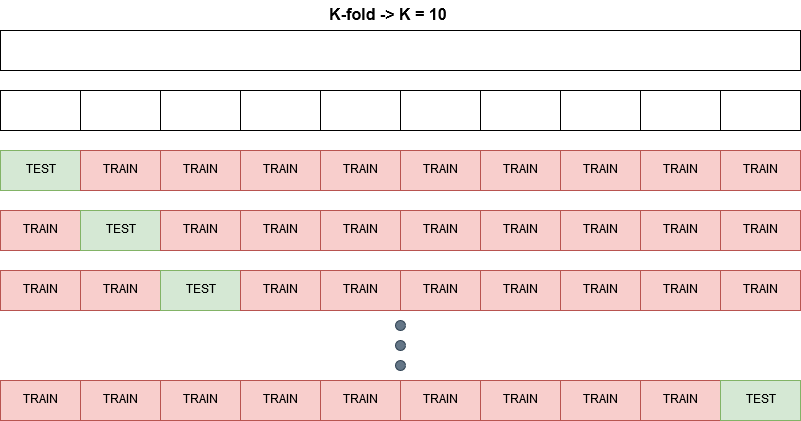 K-fold -> K = 10
TEST TRAIN TRAIN TRAIN TRAIN TRAIN TRAIN TRAIN TRAIN TRAIN
TRAIN TEST TRAIN TRAIN TRAIN TRAIN TRAIN TRAIN TRAIN TRAIN
TRAIN TRAIN TEST TRAIN TRAIN TRAIN TRAIN TRAIN TRAIN TRAIN
TRAIN TRAIN TRAIN TRAIN TRAIN TRAIN TRAIN TRAIN TRAIN TEST